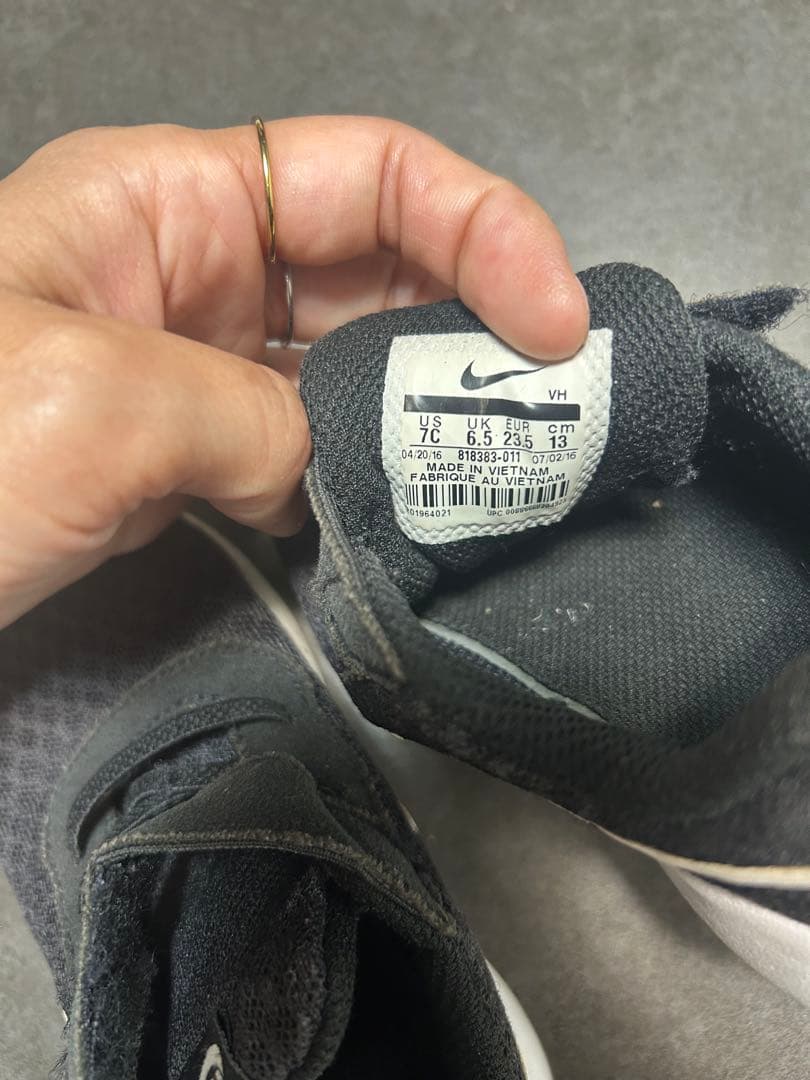 VH
US UK EUR cm
7C 6.5 23.5 13
04/20/16 818383-011 07/02/16
MADE IN VIETNAM
FABRIQUE AU VIETNAM
UPC